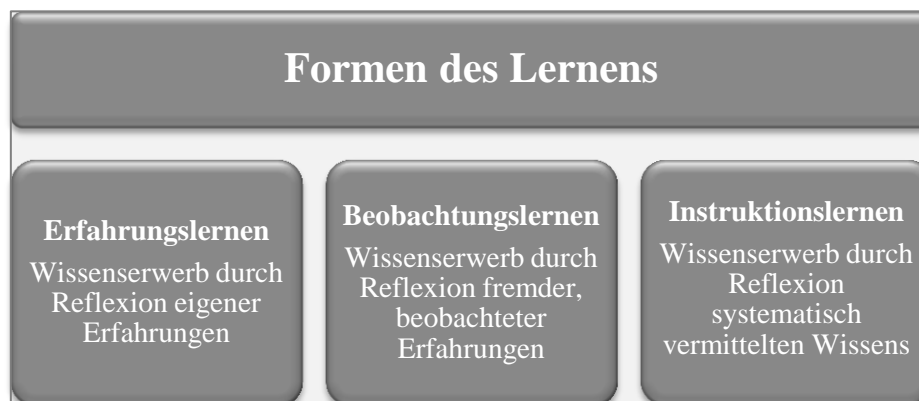 Formen des Lernens
Erfahrungslernen
Wissenserwerb durch
Reflexion eigener
Erfahrungen
Beobachtungslernen
Wissenserwerb durch
Reflexion fremder,
beobachteter
Erfahrungen
Instruktionslernen
Wissenserwerb durch
Reflexion
systematisch
vermittelten Wissens